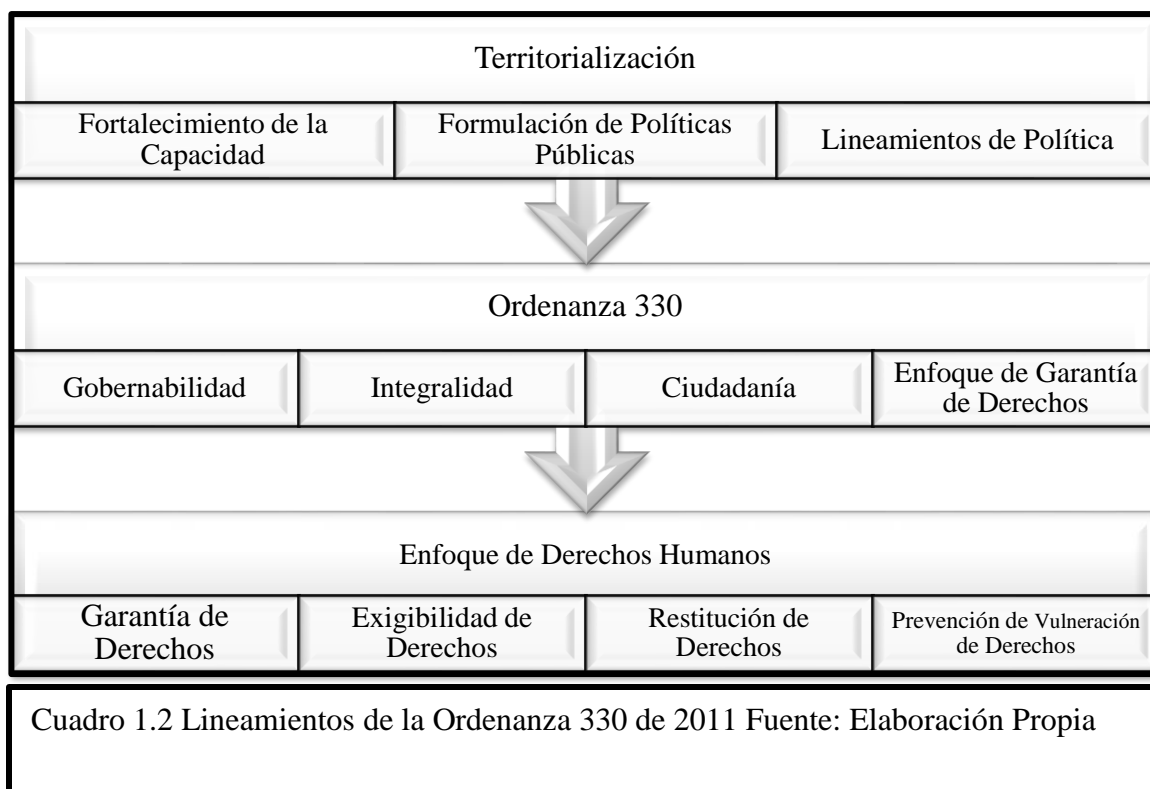 Territorialización
Fortalecimiento de la
Capacidad
Formulación de Políticas
Públicas
Lineamientos de Política
Ordenanza 330
Gobernabilidad
Integralidad
Ciudadanía
Enfoque de Garantía
de Derechos
Enfoque de Derechos Humanos
Garantía de
Derechos
Exigibilidad de
Derechos
Restitución de
Derechos
Prevención de Vulneración
de Derechos
Cuadro 1.2 Lineamientos de la Ordenanza 330 de 2011 Fuente: Elaboración Propia